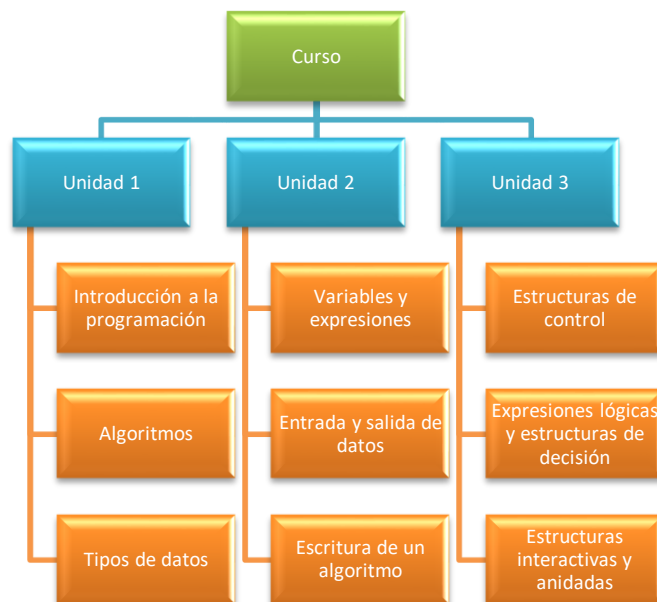 Curso
Unidad 1
Unidad 2
Unidad 3
Introducción a la
programación
Variables y
expresiones
Estructuras de
control
Algoritmos
Entrada y salida de
datos
Expresiones lógicas
y estructuras de
decisión
Tipos de datos
Escritura de un
algoritmo
Estructuras
interactivas y
anidadas